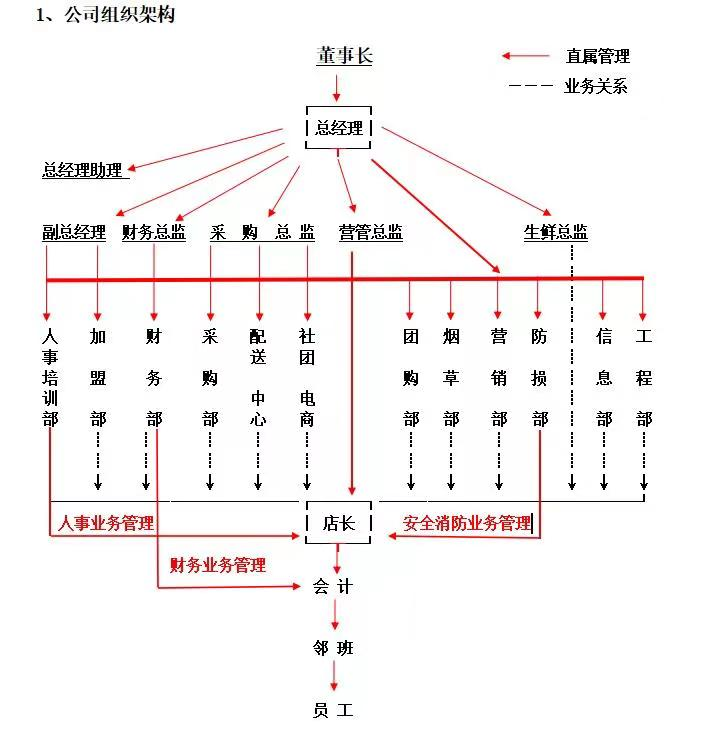 1、公司组织架构
董事长
直属管理
业务关系
总经理
总经理助理
副总经理
财务总监
采购总监
营管总监
生鲜总监
人事培训部
加盟部
财务部
采购部
配送中心
社团电商
团购部
烟草部
营销部
防损部
信息部
工程部
人事业务管理
店长
安全消防业务管理
财务业务管理
会计
邻班
员工